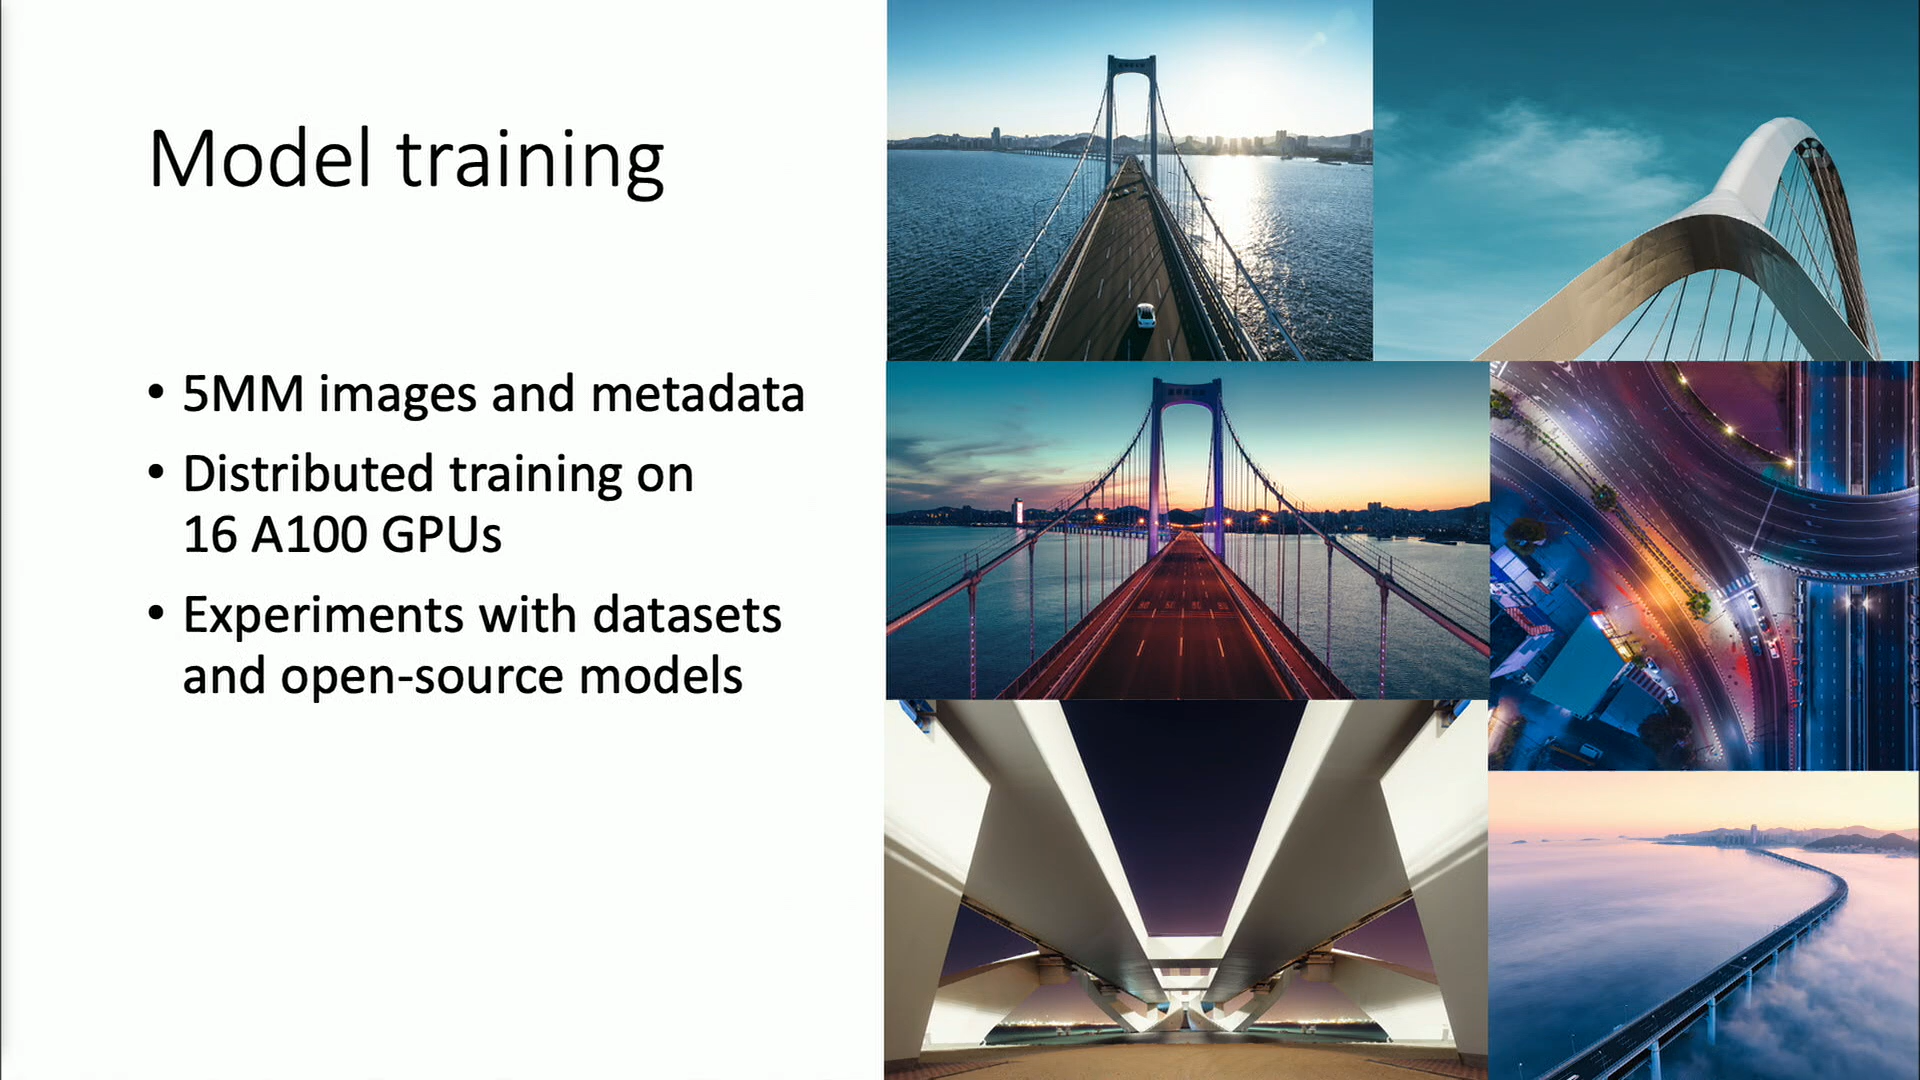 Model training
• 5MM images and metadata
• Distributed training on
16 A100 GPUs
• Experiments with datasets
and open-source models